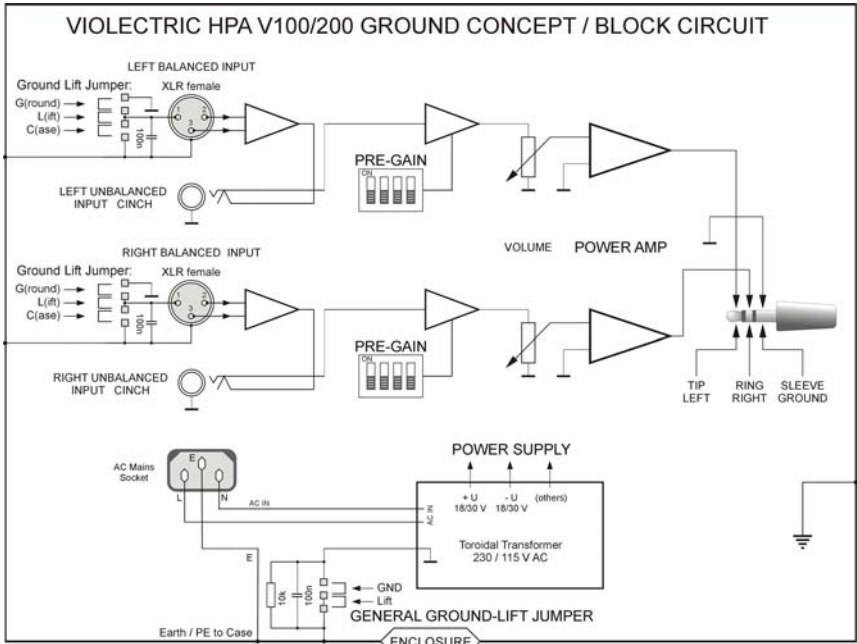 VIOLECTRIC HPA V100/200 GROUND CONCEPT / BLOCK CIRCUIT
LEFT BALANCED INPUT
Ground Lift Jumper:
XLR female
G(round)
L(ift)
C(ase)
1
2
3
100n
PRE-GAIN
ON
LEFT UNBALANCED
INPUT CINCH
RIGHT BALANCED INPUT
VOLUME
POWER AMP
Ground Lift Jumper:
XLR female
G(round)
L(ift)
C(ase)
1
2
3
100n
PRE-GAIN
ON
RIGHT UNBALANCED
INPUT CINCH
TIP
LEFT
RING
RIGHT
SLEEVE
GROUND
POWER SUPPLY
AC Mains
Socket
E
L
N
AC IN
AC IN
+ U
18/30 V
- U
18/30 V
(others)
Toroidal Transformer
230 / 115 V AC
E
10k
100n
GND
Lift
GENERAL GROUND-LIFT JUMPER
Earth / PE to Case
ENCLOSURE